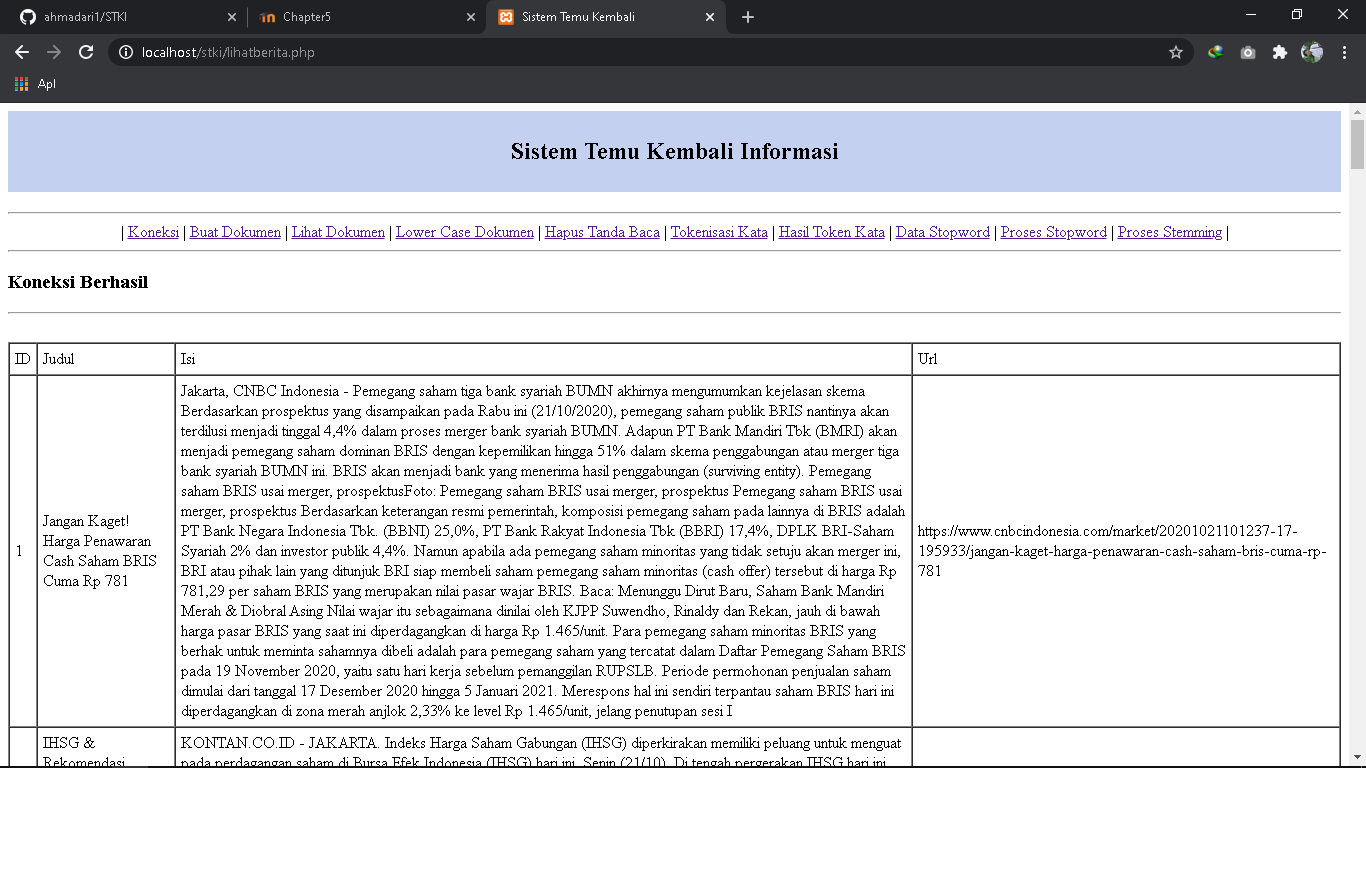 ahmadari1/STKI
Chapter5
Sistem Temu Kembali
localhost/stki/lihatberita.php
Apl
Sistem Temu Kembali Informasi
| Koneksi | Buat Dokumen | Lihat Dokumen | Lower Case Dokumen | Hapus Tanda Baca | Tokenisasi Kata | Hasil Token Kata | Data Stopword | Proses Stopword | Proses Stemming |
Koneksi Berhasil
ID Judul Isi Url
1
Jangan Kaget!
Harga Penawaran
Cash Saham BRIS
Cuma Rp 781
Jakarta, CNBC Indonesia - Pemegang saham tiga bank syariah BUMN akhirnya mengumumkan kejelasan skema
Berdasarkan prospektus yang disampaikan pada Rabu ini (21/10/2020), pemegang saham publik BRIS nantinya akan
terdilusi menjadi tinggal 4,4% dalam proses merger bank syariah BUMN. Adapun PT Bank Mandiri Tbk (BMRI) akan
menjadi pemegang saham dominan BRIS dengan kepemilikan hingga 51% dalam skema penggabungan atau merger tiga
bank syariah BUMN ini. BRIS akan menjadi bank yang menerima hasil penggabungan (surviving entity). Pemegang
saham BRIS usai merger, prospektusFoto: Pemegang saham BRIS usai merger, prospektus Pemegang saham BRIS usai
merger, prospektus Berdasarkan keterangan resmi pemerintah, komposisi pemegang saham pada lainnya di BRIS adalah
PT Bank Negara Indonesia Tbk. (BBNI) 25,0%, PT Bank Rakyat Indonesia Tbk (BBRI) 17,4%, DPLK BRI-Saham
Syariah 2% dan investor publik 4,4%. Namun apabila ada pemegang saham minoritas yang tidak setuju akan merger ini,
BRI atau pihak lain yang ditunjuk BRI siap membeli saham pemegang saham minoritas (cash offer) tersebut di harga Rp
781,29 per saham BRIS yang merupakan nilai pasar wajar BRIS. Baca: Menunggu Dirut Baru, Saham Bank Mandiri
Merah & Diobral Asing Nilai wajar itu sebagaimana dinilai oleh KJPP Suwendho, Rinaldy dan Rekan, jauh di bawah
harga pasar BRIS yang saat ini diperdagangkan di harga Rp 1.465/unit. Para pemegang saham minoritas BRIS yang
berhak untuk meminta sahamnya dibeli adalah para pemegang saham yang tercatat dalam Daftar Pemegang Saham BRIS
pada 19 November 2020, yaitu satu hari kerja sebelum pemanggilan RUPSLB. Periode permohonan penjualan saham
dimulai dari tanggal 17 Desember 2020 hingga 5 Januari 2021. Merespons hal ini sendiri terpantau saham BRIS hari ini
diperdagangkan di zona merah anjlok 2,33% ke level Rp 1.465/unit, jelang penutupan sesi I
https://www.cnbcindonesia.com/market/20201021101237-17-
195933/jangan-kaget-harga-penawaran-cash-saham-bris-cuma-rp-
781
IHSG &
Rekomendasi
KONTAN.CO.ID - JAKARTA. Indeks Harga Saham Gabungan (IHSG) diperkirakan memiliki peluang untuk menguat
pada perdagangan saham di Bursa Efek Indonesia (IHSG) hari ini, Senin (21/10). Di tengah pergerakan IHSG hari ini